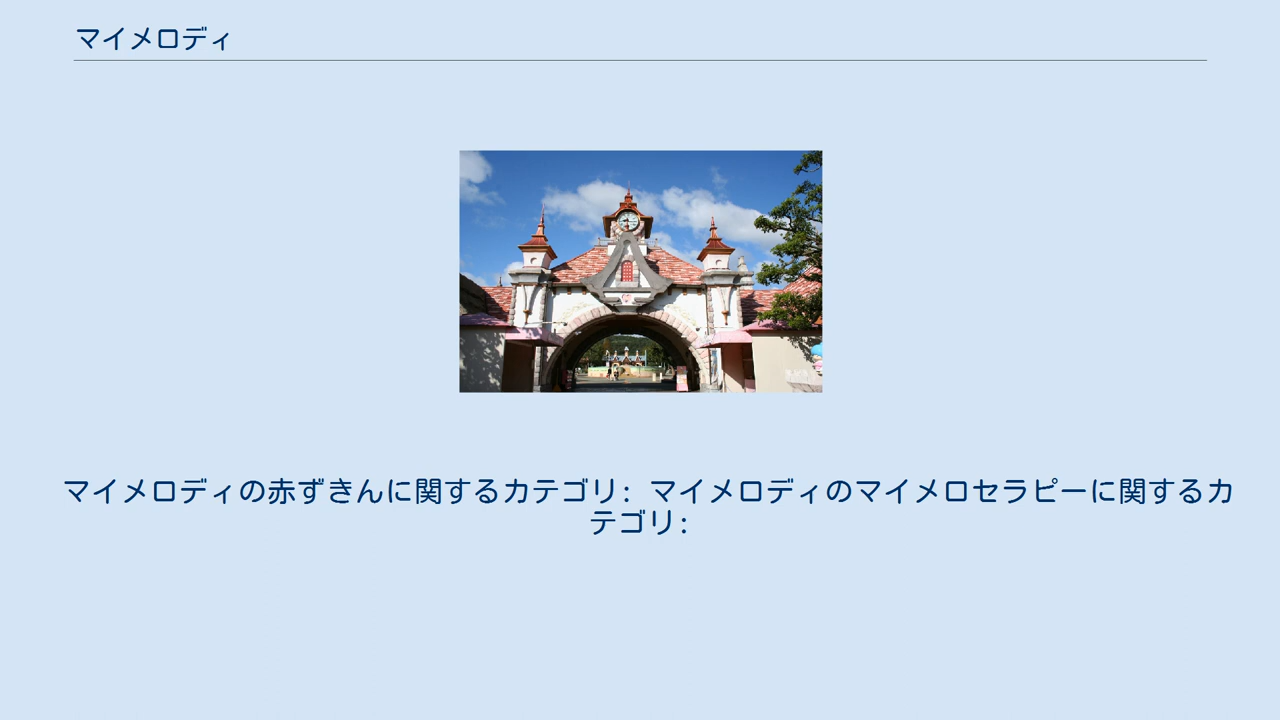 マイメロディ
マイメロディの赤ずきんに関するカテゴリ: マイメロディのマイメロセラピーに関するカ
テゴリ: